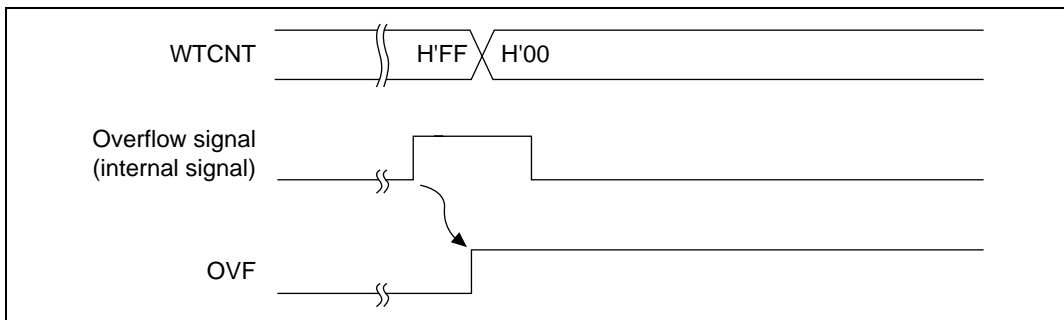 WTCNT
H'FF
H'00
Overflow signal
(internal signal)
OVF